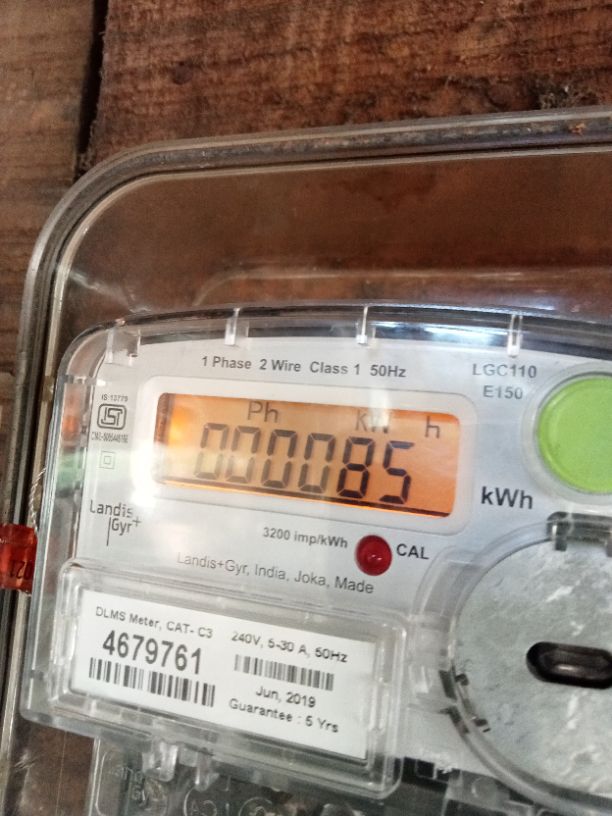 1 Phase 2 Wire Class 1 50Hz
LGC110
E150
IS 13779
ISI
Ph kW h
000085
kWh
Landis
Gyr+
3200 imp/kWh
CAL
Landis+Gyr, India, Joka, Made
DLMS Meter, CAT- C3
240V, 5-30 A, 50Hz
4679761
Jun, 2019
Guarantee : 5 Yrs